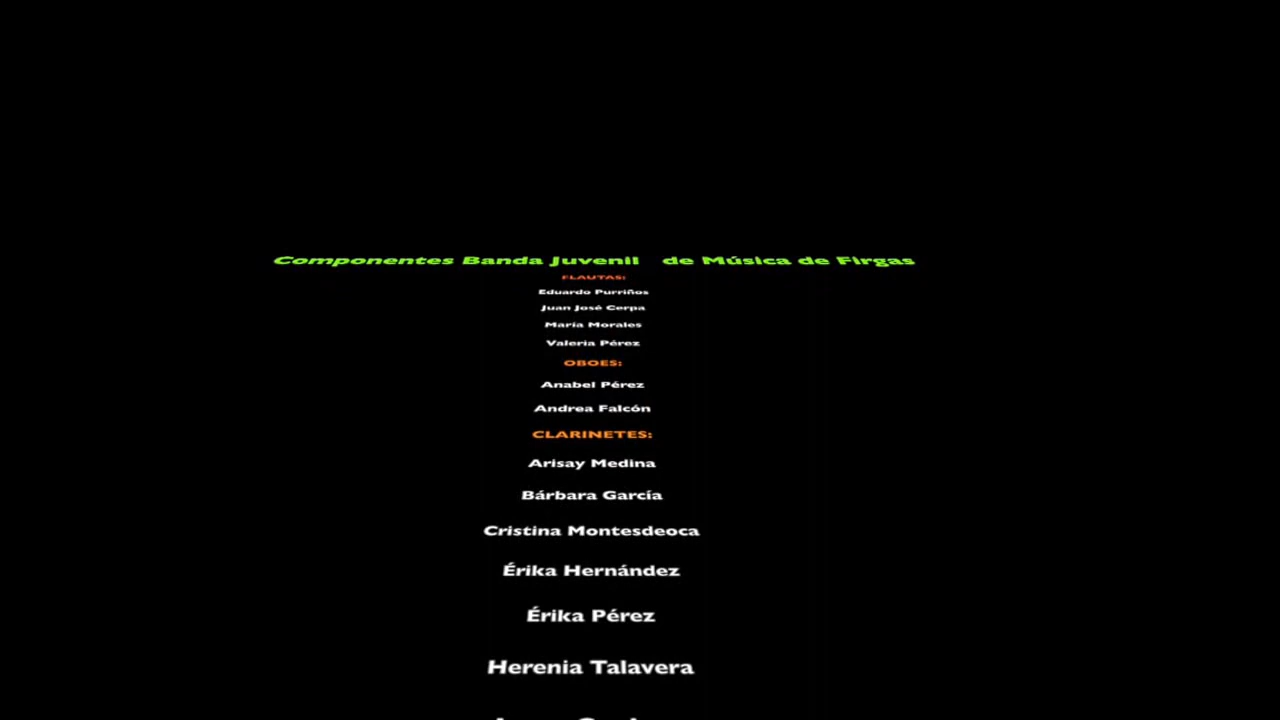 Componentes Banda Juvenil de Música de Firgas
FLAUTAS:
Eduardo Purriños
Juan José Cerpa
María Morales
Valeria Pérez
OBOES:
Anabel Pérez
Andrea Falcón
CLARINETES:
Arisay Medina
Bárbara García
Cristina Montesdeoca
Érika Hernández
Érika Pérez
Herenia Talavera